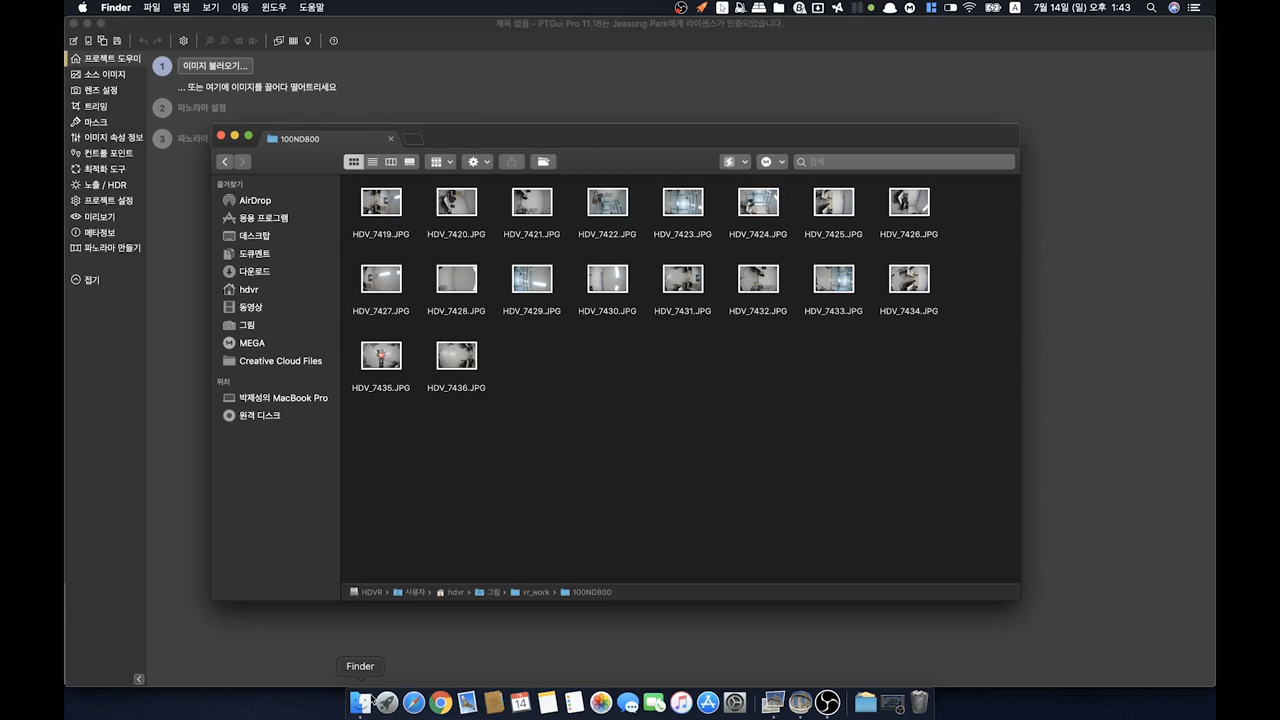 Finder 파일 편집 보기 이동 윈도우 도움말
7월 14일 (일) 오후 1:43
제목 없음 - PTGui Pro 11.16는 Jeasung Park에게 라이센스가 인증되었습니다.
프로젝트 도우미
소스 이미지
렌즈 설정
트리밍
마스크
이미지 속성 정보
컨트롤 포인트
최적화 도구
노출 / HDR
프로젝트 설정
미리보기
메타정보
파노라마 만들기
접기
1 이미지 불러오기...
... 또는 여기에 이미지를 끌어다 떨어트리세요
2 파노라마 설정
3 파노라미
100ND800
검색
즐겨찾기
AirDrop
응용 프로그램
데스크탑
도큐멘트
다운로드
hdvr
동영상
그림
MEGA
Creative Cloud Files
위치
박제성의 MacBook Pro
원격 디스크
HDV_7419.JPG HDV_7420.JPG HDV_7421.JPG HDV_7422.JPG HDV_7423.JPG HDV_7424.JPG HDV_7425.JPG HDV_7426.JPG
HDV_7427.JPG HDV_7428.JPG HDV_7429.JPG HDV_7430.JPG HDV_7431.JPG HDV_7432.JPG HDV_7433.JPG HDV_7434.JPG
HDV_7435.JPG HDV_7436.JPG
HDVR › 사용자 › hdvr › 그림 › vr_work › 100ND800
Finder
14